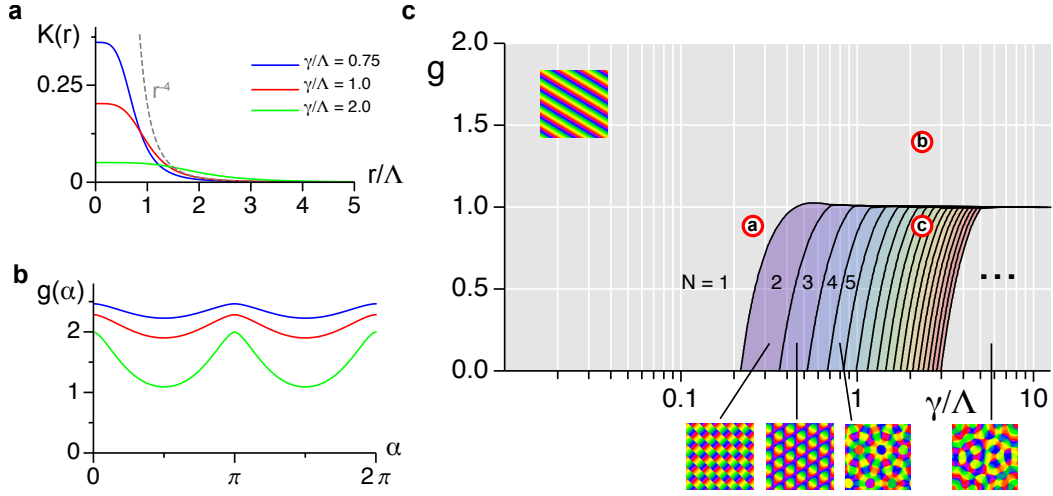 a
K(r)
0.25
0
0 1 2 3 4 5
r/Λ
r⁻⁴
γ/Λ = 0.75
γ/Λ = 1.0
γ/Λ = 2.0
b
g(α)
2
1
0
0 π 2π
α
c
g
2.0
1.5
1.0
0.5
0.0
a
b
c
N = 1 2 3 4 5
...
0.1 1 10
γ/Λ